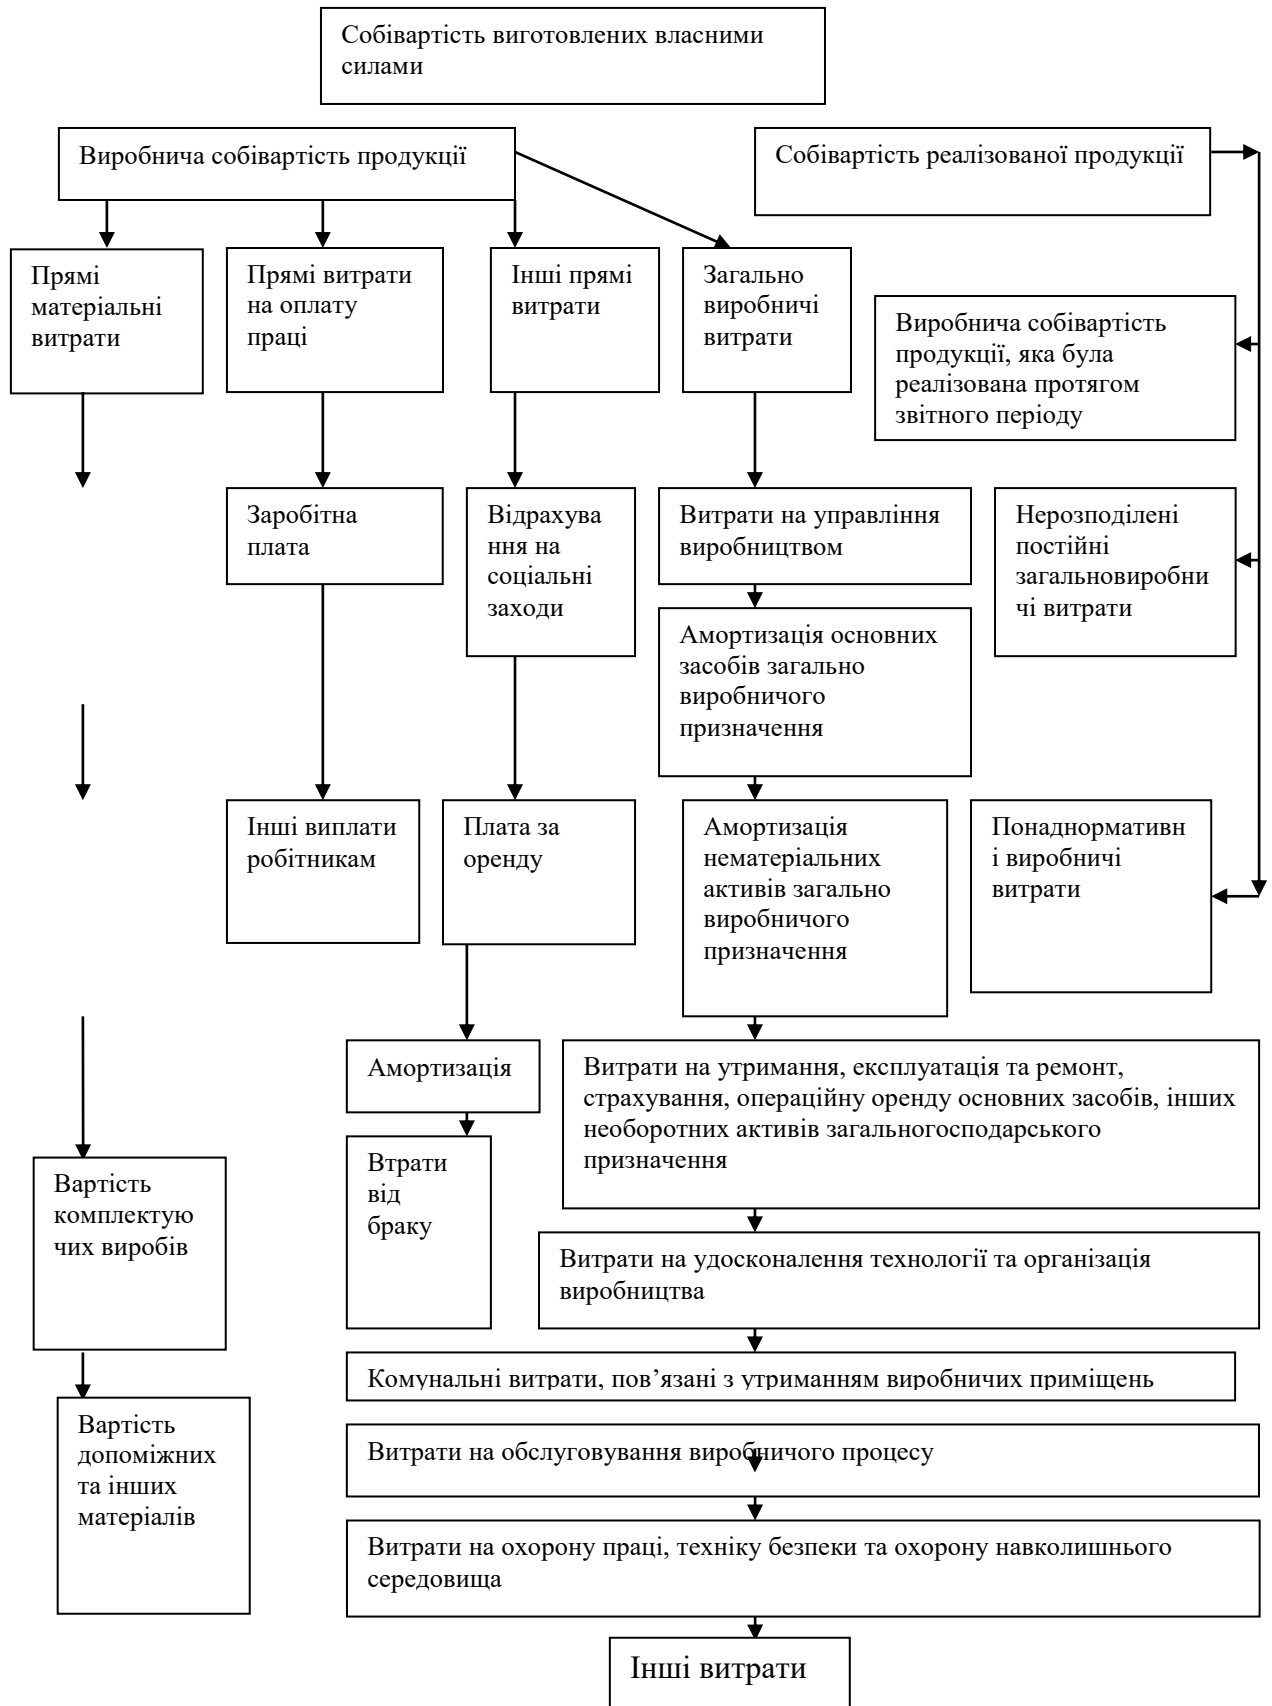 Собівартість виготовлених власними
силами
Виробнича собівартість продукції
Собівартість реалізованої продукції
Прямі
матеріальні
витрати
Прямі витрати
на оплату
праці
Інші прямі
витрати
Загально
виробничі
витрати
Виробнича собівартість
продукції, яка була
реалізована протягом
звітного періоду
Заробітна
плата
Відрахува
ння на
соціальні
заходи
Витрати на управління
виробництвом
Нерозподілені
постійні
загальновиробни
чі витрати
Амортизація основних
засобів загально
виробничого
призначення
Інші виплати
робітникам
Плата за
оренду
Амортизація
нематеріальних
активів загально
виробничого
призначення
Понаднормативн
і виробничі
витрати
Амортизація
Витрати на утримання, експлуатація та ремонт,
страхування, операційну оренду основних засобів, інших
необоротних активів загальногосподарського
призначення
Втрати
від
браку
Вартість
комплектую
чих виробів
Витрати на удосконалення технології та організація
виробництва
Комунальні витрати, пов’язані з утриманням виробничих приміщень
Вартість
допоміжних
та інших
матеріалів
Витрати на обслуговування виробничого процесу
Витрати на охорону праці, техніку безпеки та охорону навколишнього
середовища
Інші витрати